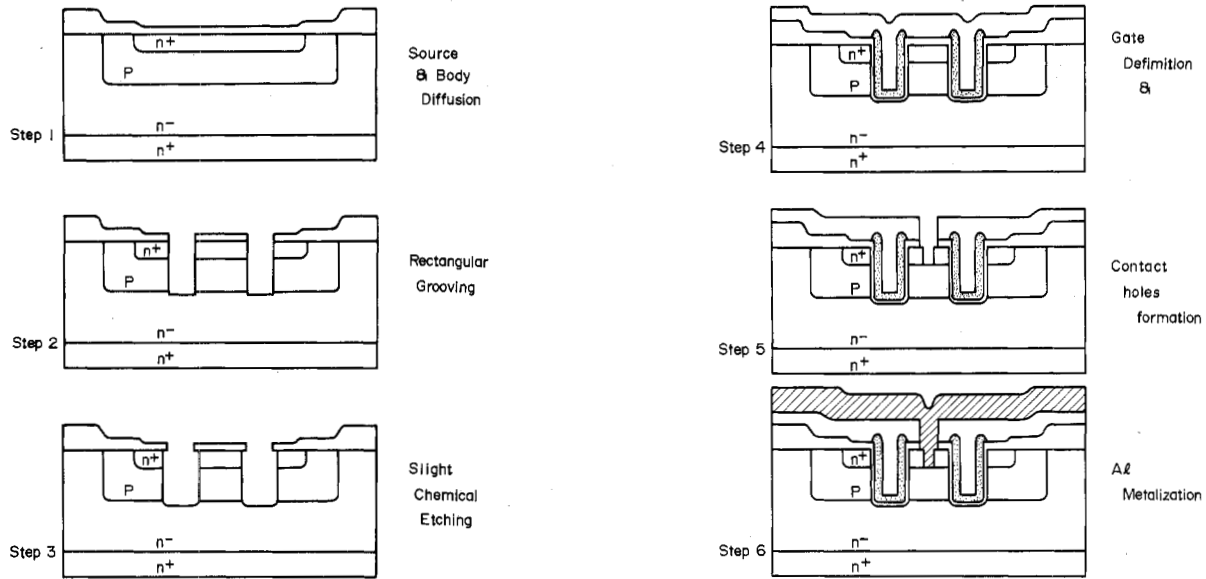 n+
P
Source
& Body
Diffusion
n−
Step 1
n+
n+
P
Rectangular
Grooving
n−
Step 2
n+
n+
P
Slight
Chemical
Etching
n−
Step 3
n+
n+
P
Gate
Defimition
&
n−
Step 4
n+
n+
P
Contact
holes
formation
n−
Step 5
n+
n+
P
Aℓ
Metalization
n−
Step 6
n+